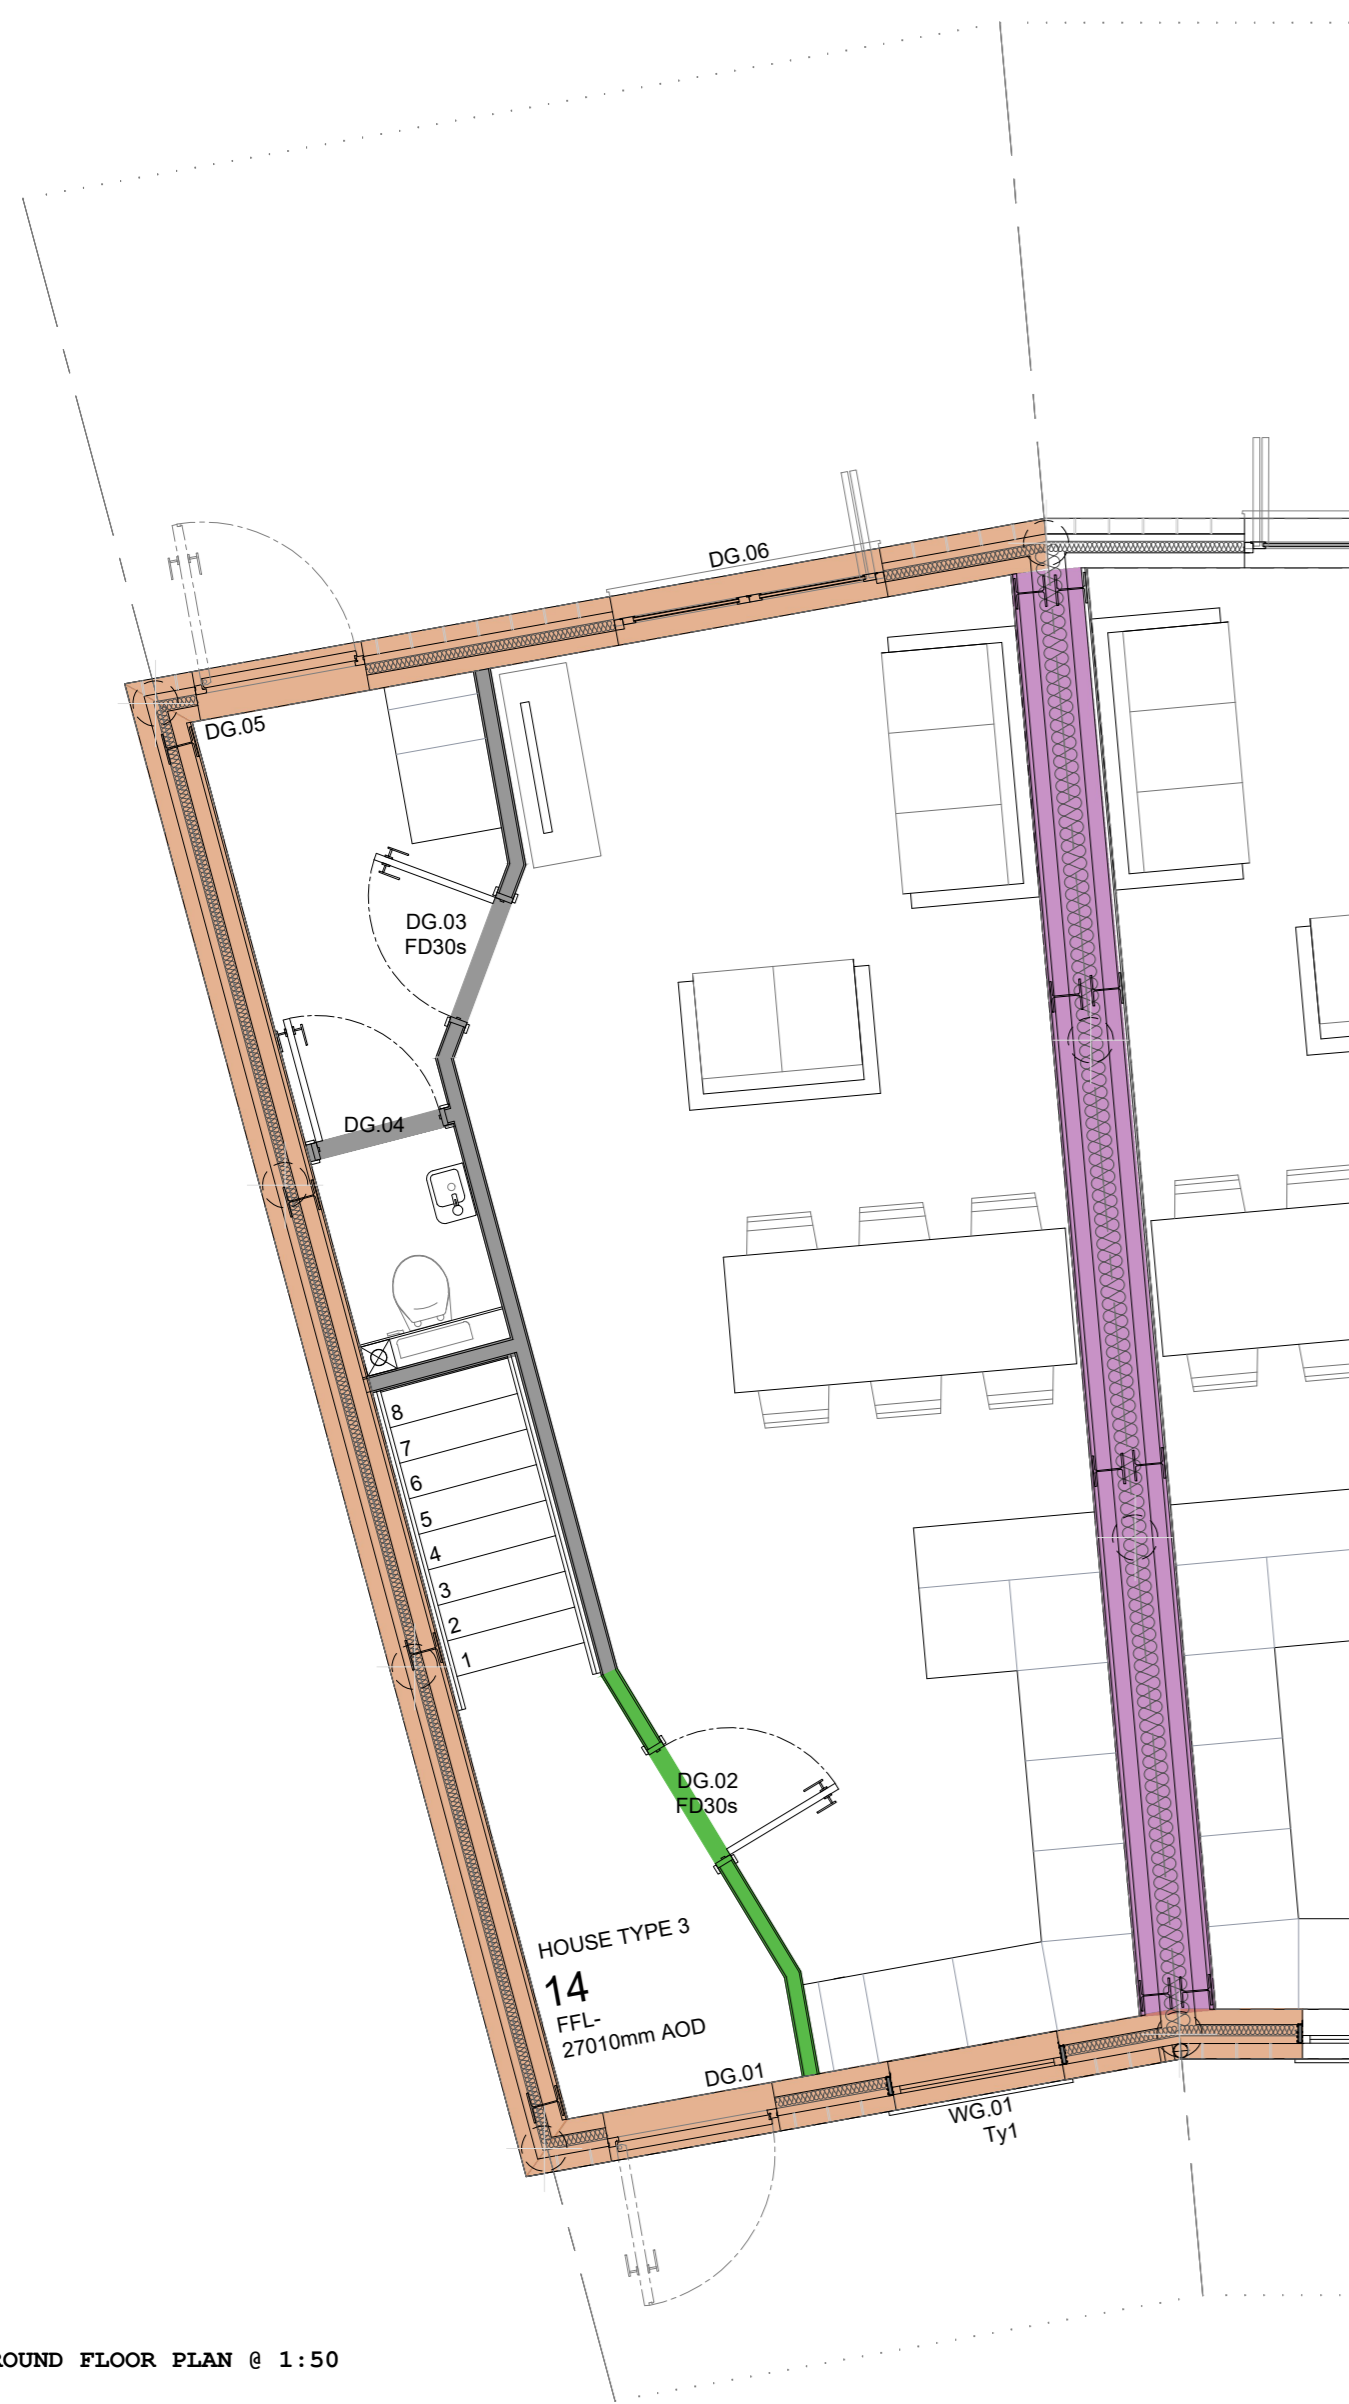 DG.06
DG.05
DG.03
FD30s
DG.04
8
7
6
5
4
3
2
1
DG.02
FD30s
HOUSE TYPE 3
14
FFL-
27010mm AOD
DG.01
WG.01
Ty1
ROUND FLOOR PLAN @ 1:50